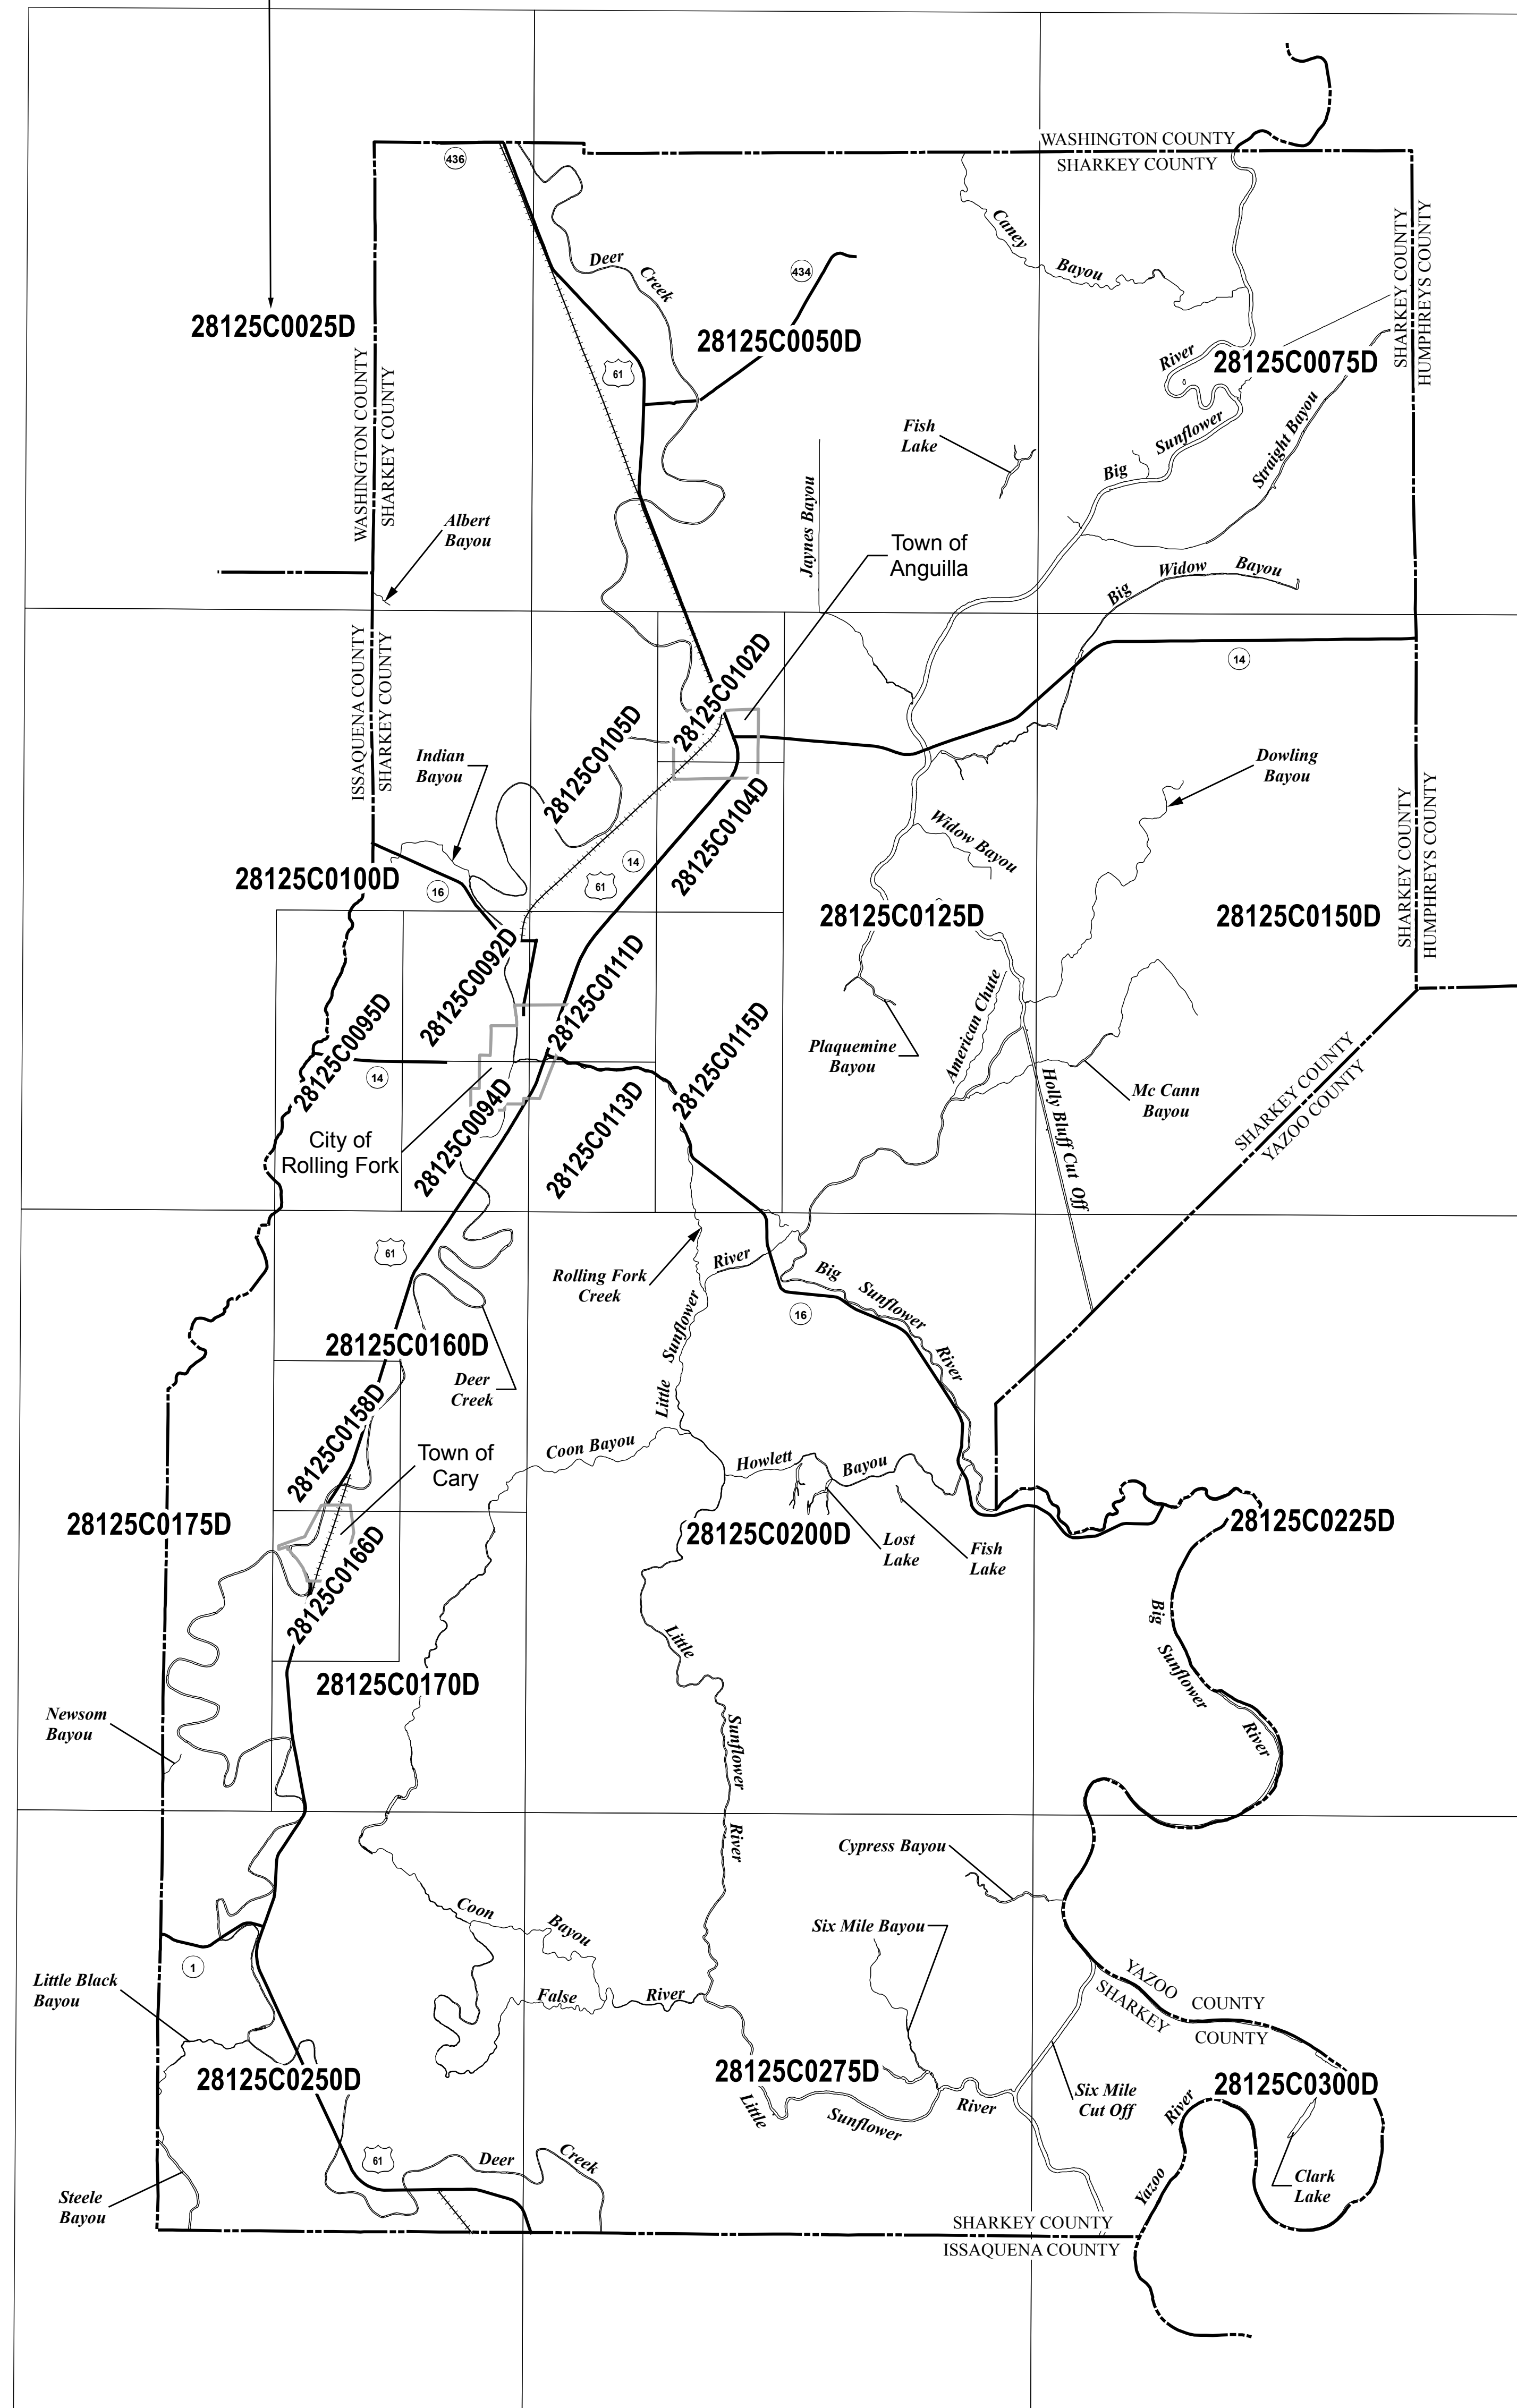 WASHINGTON COUNTY
SHARKEY COUNTY
436
Caney
Bayou
Deer
Creek
434
28125C0025D
28125C0050D
28125C0075D
SHARKEY COUNTY
HUMPHREYS COUNTY
WASHINGTON COUNTY
SHARKEY COUNTY
61
River
Sunflower
Big
Straight Bayou
Fish
Lake
Jaynes Bayou
Albert
Bayou
Town of
Anguilla
Big
Widow
Bayou
ISSAQUENA COUNTY
SHARKEY COUNTY
28125C0102D
14
28125C0105D
Indian
Bayou
Dowling
Bayou
28125C0104D
Widow Bayou
14
61
28125C0100D
16
28125C0125D
28125C0150D
SHARKEY COUNTY
HUMPHREYS COUNTY
28125C0092D
28125C0111D
28125C0095D
28125C0115D
American Chute
Plaquemine
Bayou
14
Mc Cann
Bayou
Holly Bluff Cut Off
SHARKEY COUNTY
YAZOO COUNTY
City of
Rolling Fork
28125C0094D
28125C0113D
61
Rolling Fork
Creek
River
Sunflower
Little
Big
Sunflower
River
16
28125C0160D
Deer
Creek
28125C0158D
Town of
Cary
Coon Bayou
Howlett
Bayou
28125C0175D
28125C0200D
Lost
Lake
Fish
Lake
28125C0225D
28125C0166D
Little
Sunflower
River
Big
Sunflower
River
28125C0170D
Newsom
Bayou
Cypress Bayou
Coon
Bayou
Six Mile Bayou
1
Little Black
Bayou
False
River
YAZOO
COUNTY
SHARKEY
COUNTY
28125C0250D
28125C0275D
28125C0300D
Little
Sunflower
River
Six Mile
Cut Off
River
Yazoo
Clark
Lake
61
Deer
Creek
Steele
Bayou
SHARKEY COUNTY
ISSAQUENA COUNTY